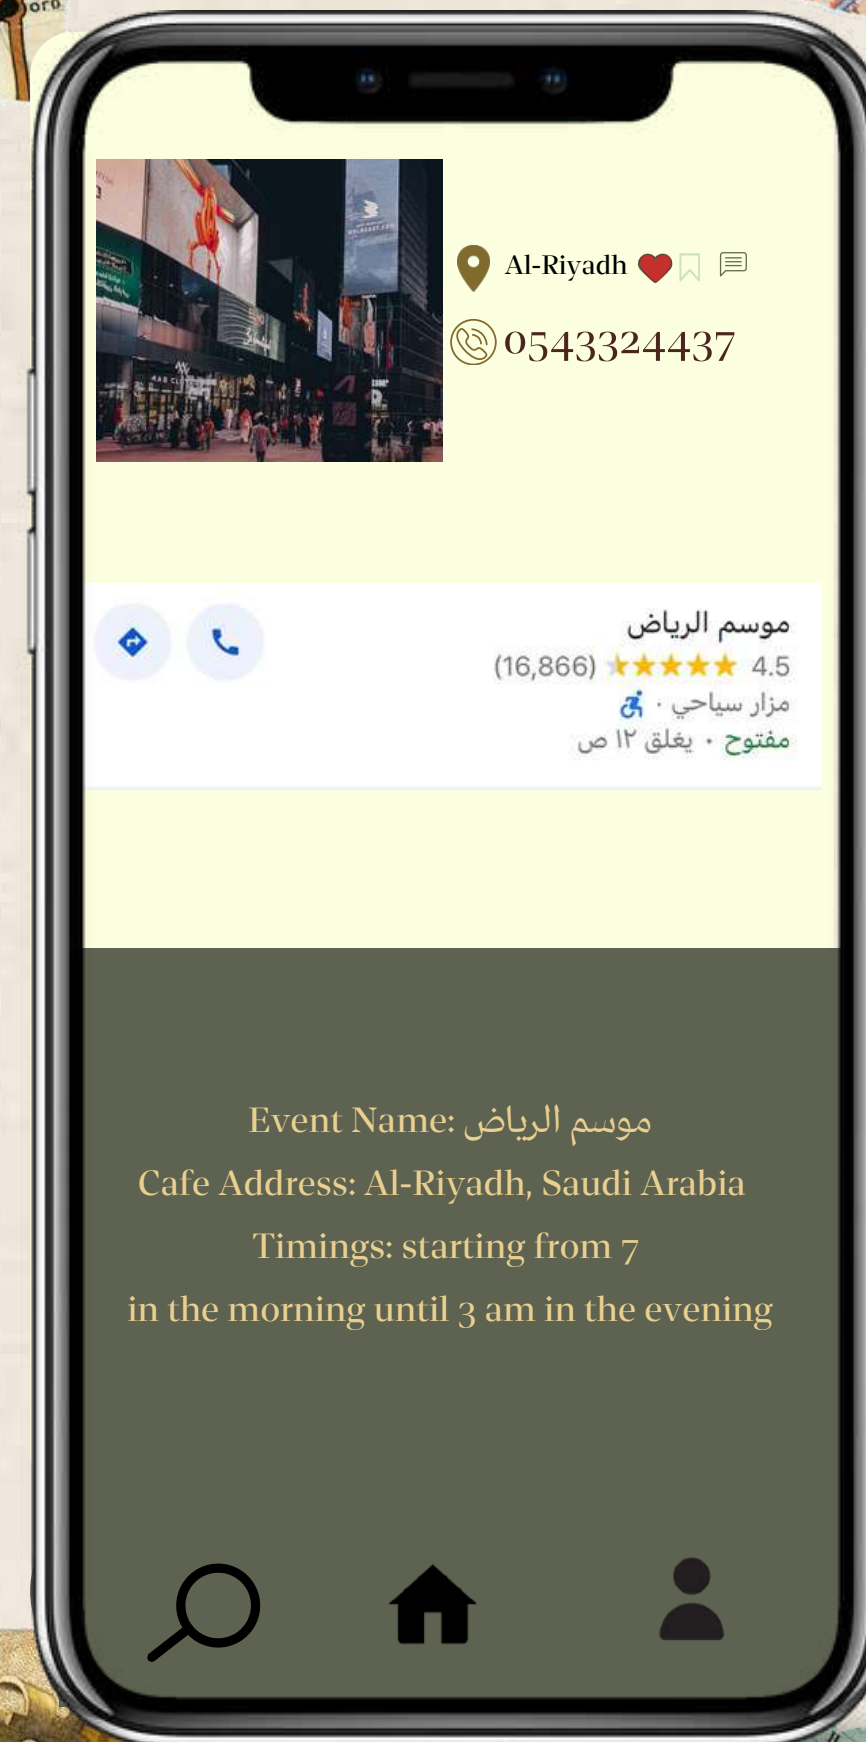 Al-Riyadh
0543324437
موسم الرياض
4.5 (16,866)
مزار سياحي ·
مفتوح · يغلق ١٢ ص
Event Name: موسم الرياض
Cafe Address: Al-Riyadh, Saudi Arabia
Timings: starting from 7
in the morning until 3 am in the evening